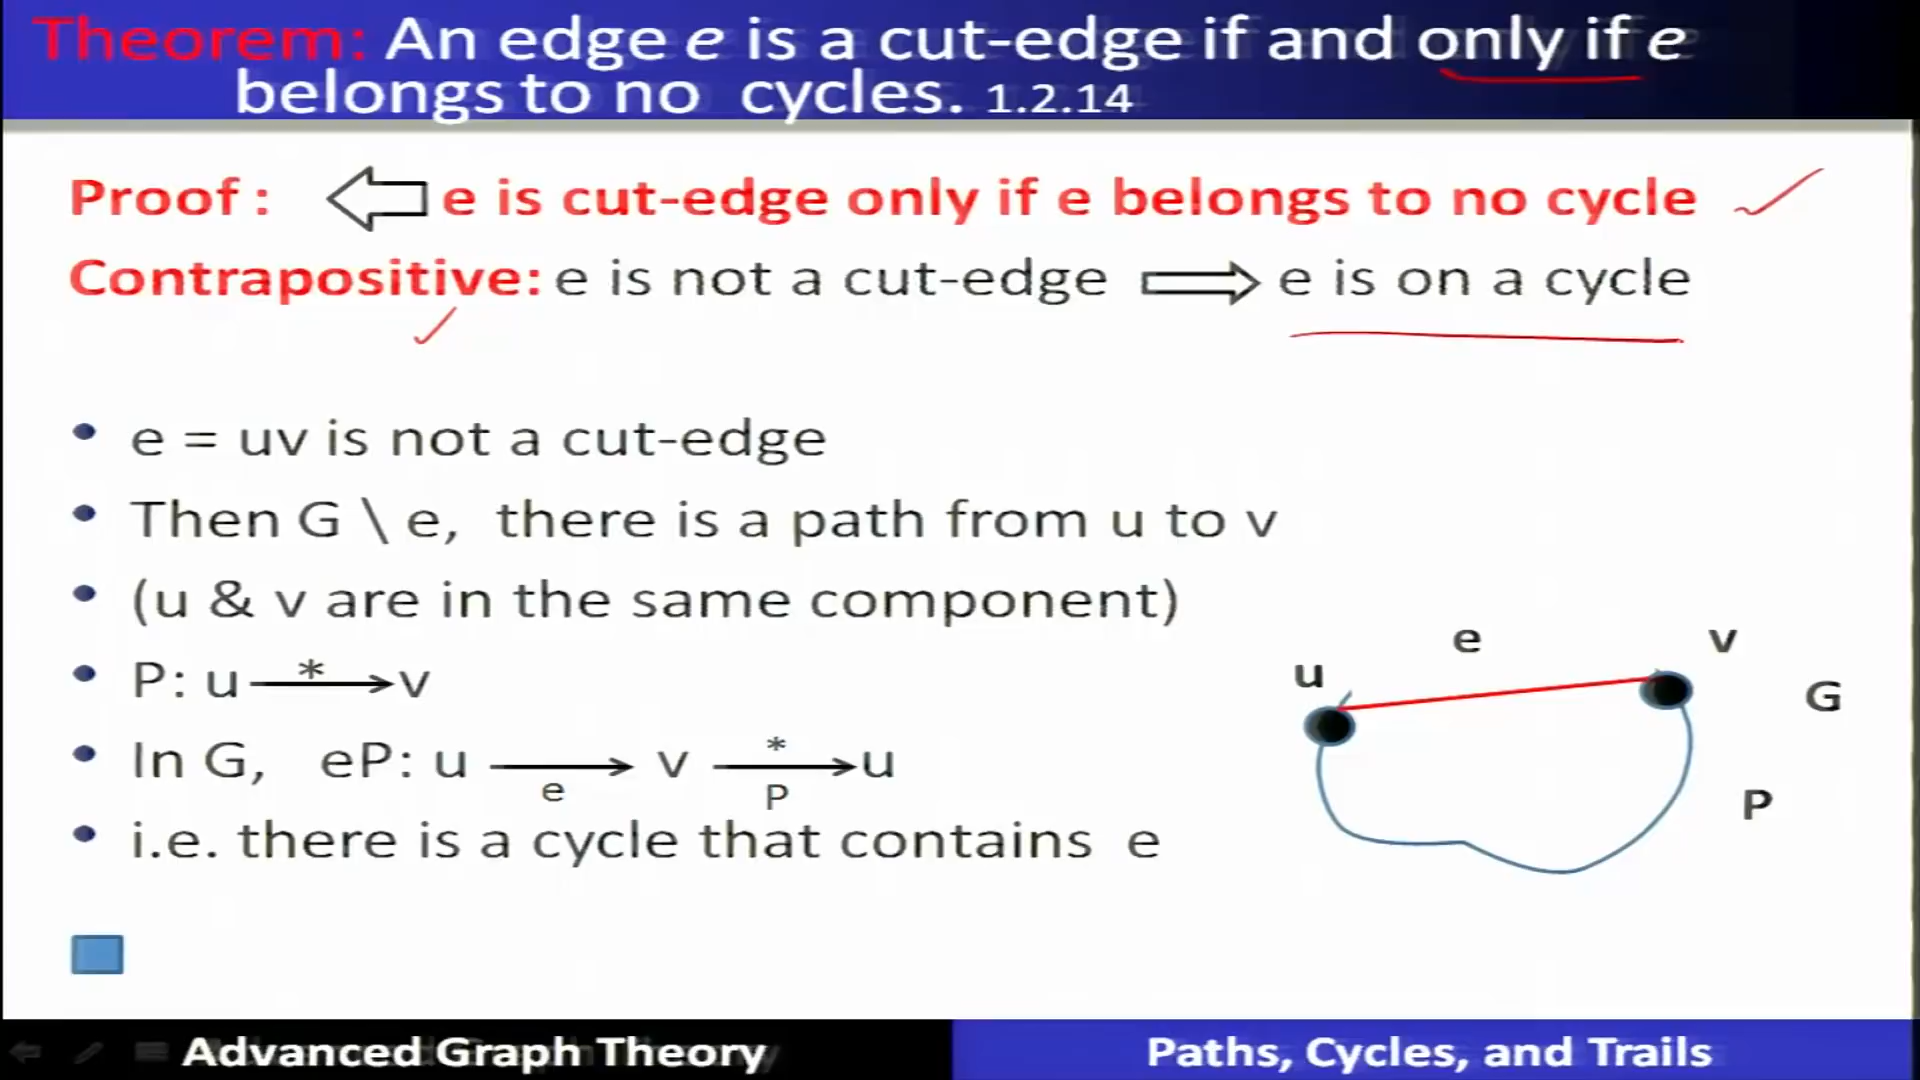 Theorem: An edge e is a cut-edge if and only if e
belongs to no cycles. 1.2.14
Proof : e is cut-edge only if e belongs to no cycle
Contrapositive: e is not a cut-edge ⟹ e is on a cycle
• e = uv is not a cut-edge
• Then G \ e, there is a path from u to v
• (u & v are in the same component)
• P: u —*→ v
• In G, eP: u → v —*→ u
e P
• i.e. there is a cycle that contains e
e
v
u
G
P
Advanced Graph Theory
Paths, Cycles, and Trails